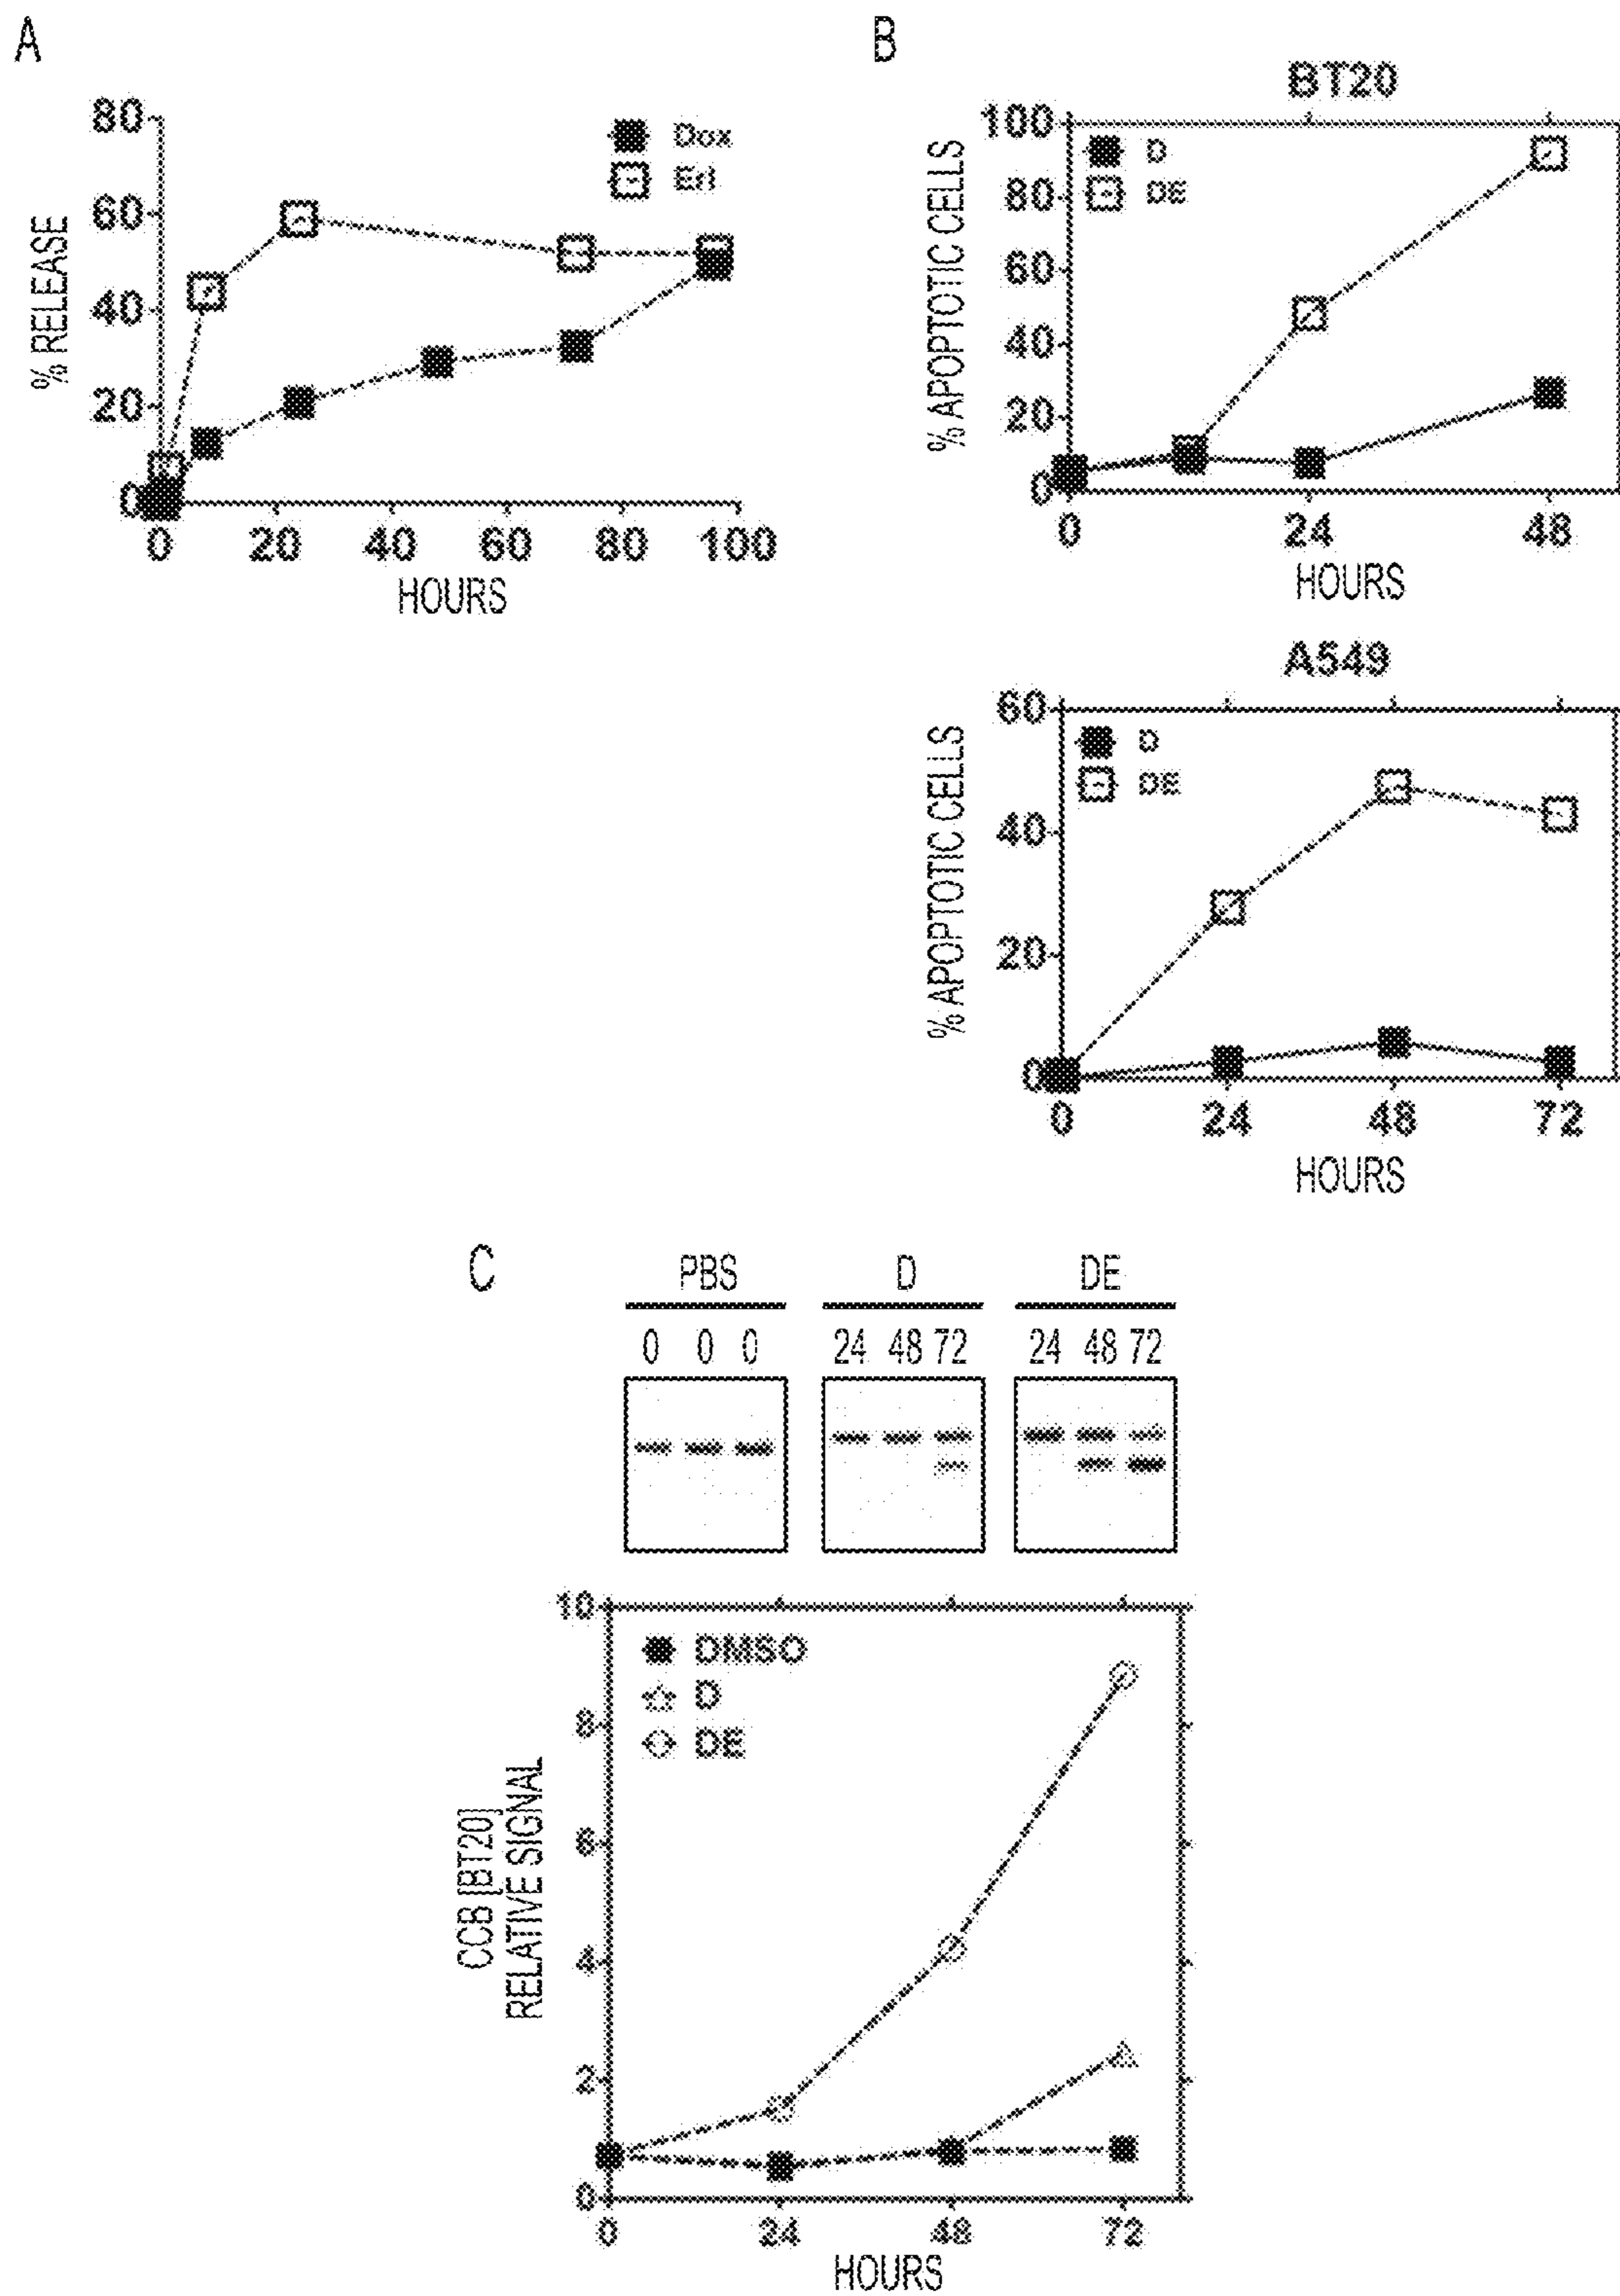 A
80
60
40
20
0
% RELEASE
Dox
Erl
0 20 40 60 80 100
HOURS
B
BT20
100
80
60
40
20
0
% APOPTOTIC CELLS
D
DE
0 24 48
HOURS
A549
60
40
20
0
% APOPTOTIC CELLS
D
DE
0 24 48 72
HOURS
C
PBS D DE
0 0 0 24 48 72 24 48 72
10
8
6
4
2
0
CCB [BT20]
RELATIVE SIGNAL
DMSO
D
DE
0 24 48 72
HOURS